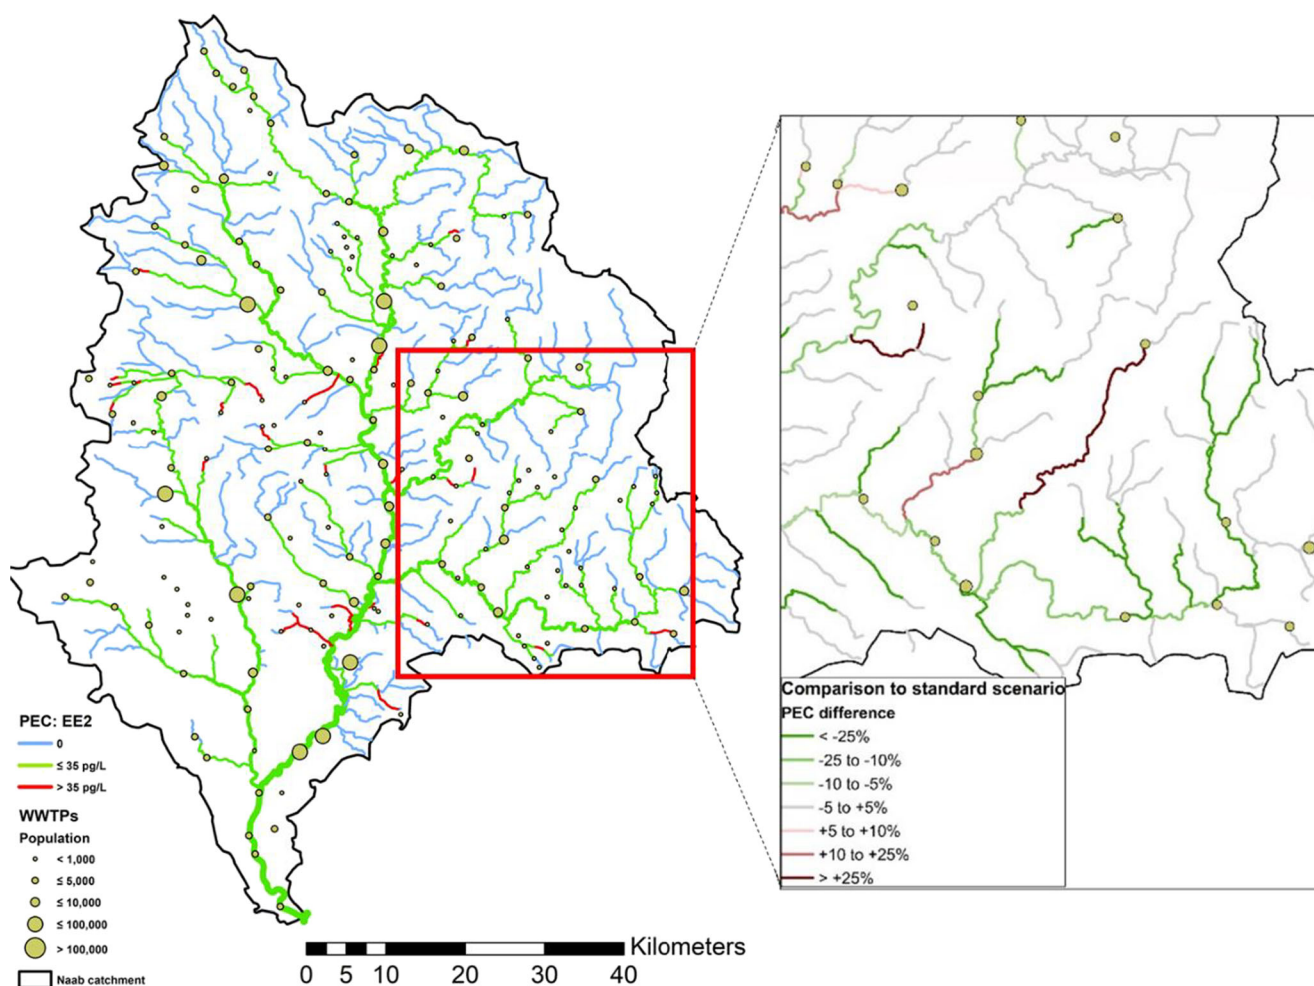 PEC: EE2
0
≤ 35 pg/L
> 35 pg/L
WWTPs
Population
< 1,000
≤ 5,000
≤ 10,000
≤ 100,000
> 100,000
Naab catchment
0 5 10 20 30 40
Kilometers
Comparison to standard scenario
PEC difference
< -25%
-25 to -10%
-10 to -5%
-5 to +5%
+5 to +10%
+10 to +25%
> +25%